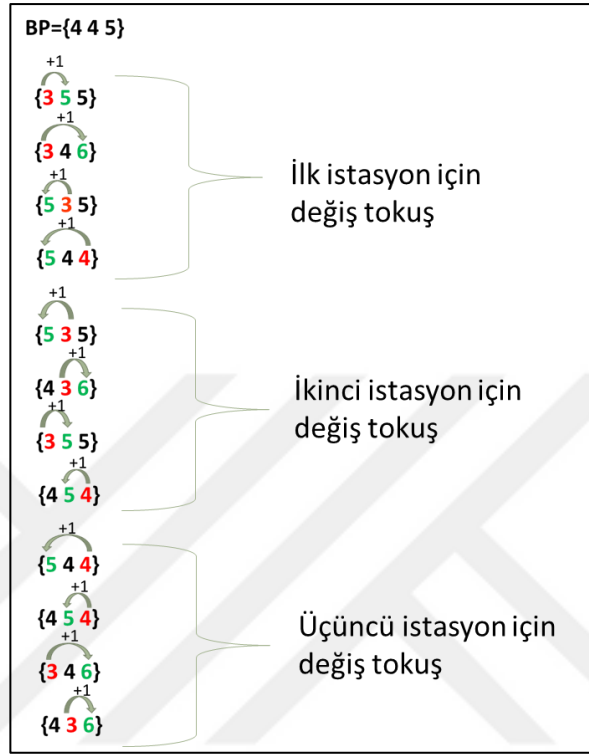 BP={4 4 5}
+1
{3 5 5}
+1
{3 4 6}
+1
{5 3 5}
+1
{5 4 4}
İlk istasyon için
değiş tokuş
+1
{5 3 5}
+1
{4 3 6}
+1
{3 5 5}
+1
{4 5 4}
İkinci istasyon için
değiş tokuş
+1
{5 4 4}
+1
{4 5 4}
+1
{3 4 6}
+1
{4 3 6}
Üçüncü istasyon için
değiş tokuş